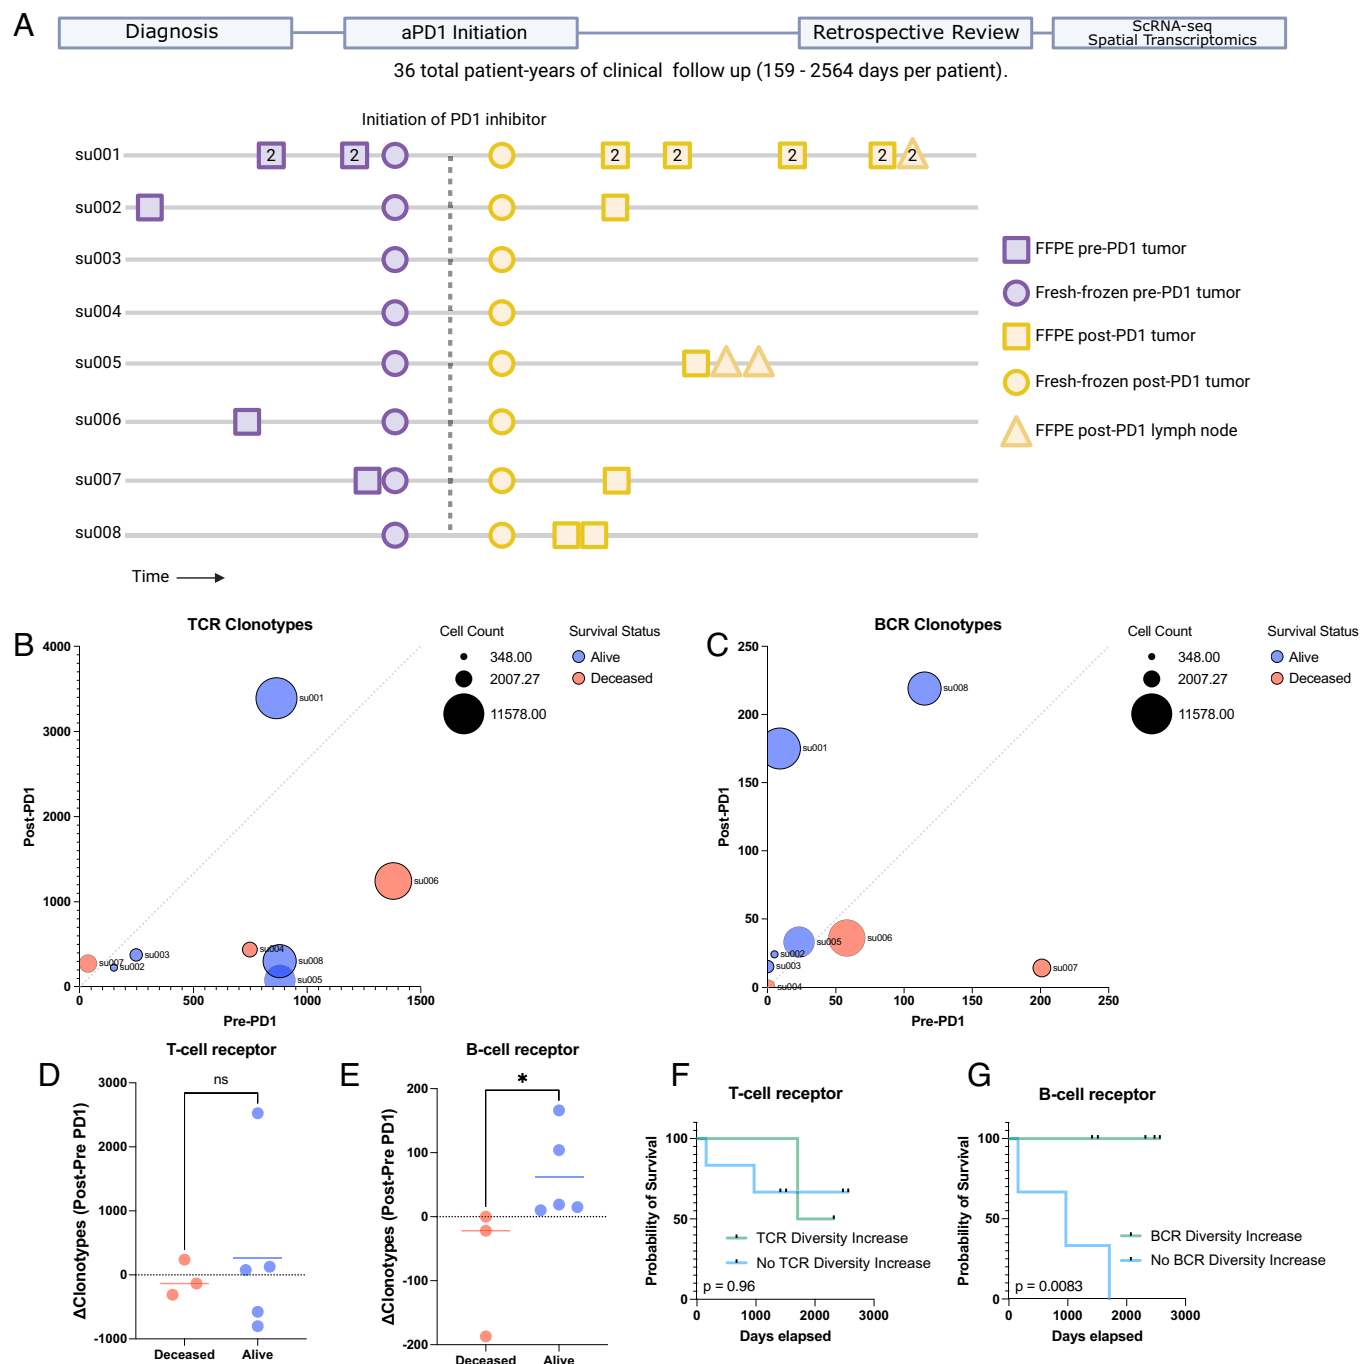 A
Diagnosis
aPD1 Initiation
Retrospective Review
ScRNA-seq
Spatial Transcriptomics
36 total patient-years of clinical follow up (159 - 2564 days per patient).
Initiation of PD1 inhibitor
su001
2
2
2
2
2
2
2
su002
su003
su004
su005
su006
su007
su008
Time
FFPE pre-PD1 tumor
Fresh-frozen pre-PD1 tumor
FFPE post-PD1 tumor
Fresh-frozen post-PD1 tumor
FFPE post-PD1 lymph node
B
TCR Clonotypes
Post-PD1
4000
3000
2000
1000
0
0
500
1000
1500
Pre-PD1
su001
su006
su004
su008
su005
su003
su007
su002
Cell Count
348.00
2007.27
11578.00
Survival Status
Alive
Deceased
C
BCR Clonotypes
Post-PD1
250
200
150
100
50
0
0
50
100
150
200
250
Pre-PD1
su008
su001
su005
su006
su002
su003
su004
su007
Cell Count
348.00
2007.27
11578.00
Survival Status
Alive
Deceased
D
T-cell receptor
ns
ΔClonotypes (Post-Pre PD1)
3000
2000
1000
0
-1000
Deceased
Alive
E
B-cell receptor
*
ΔClonotypes (Post-Pre PD1)
200
100
0
-100
-200
Deceased
Alive
F
T-cell receptor
Probability of Survival
100
50
0
TCR Diversity Increase
No TCR Diversity Increase
p = 0.96
0
1000
2000
3000
Days elapsed
G
B-cell receptor
Probability of Survival
100
50
0
BCR Diversity Increase
No BCR Diversity Increase
p = 0.0083
0
1000
2000
3000
Days elapsed